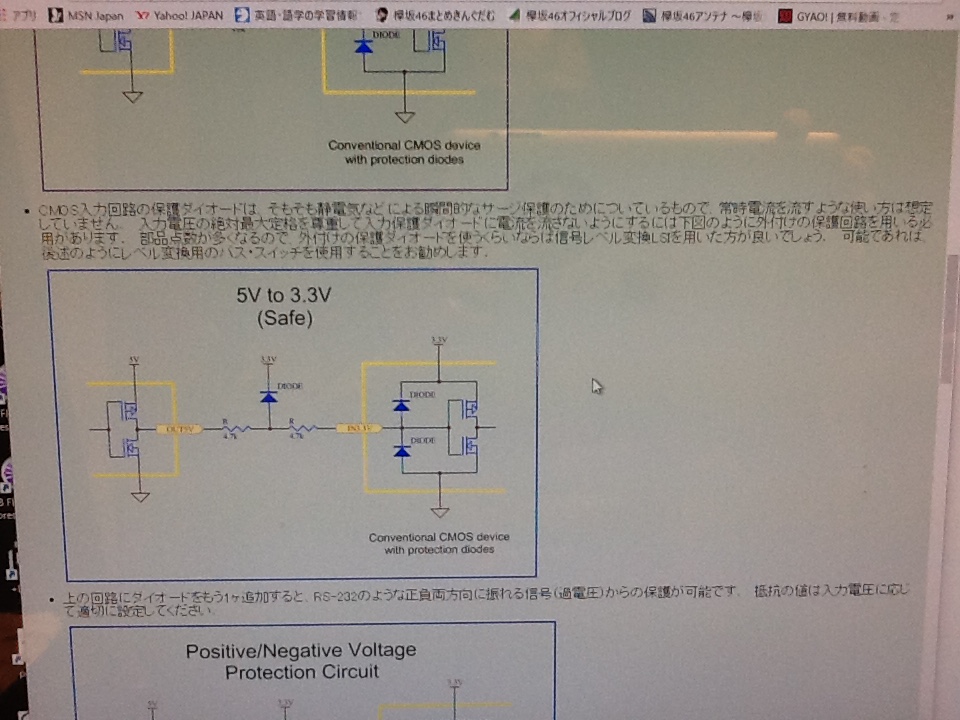 アプリ MSN Japan Yahoo! JAPAN 英語・語学の学習情報 欅坂46まとめきんぐだむ 欅坂46オフィシャルブログ 欅坂46アンテナ ～欅坂 GYAO! | 無料動画 »
DIODE
Conventional CMOS device
with protection diodes
• CMOS入力回路の保護ダイオードは、そもそも静電気などによる瞬間的なサージ保護のためについているもので、常時電流を流すような使い方は想定
していません。 入力電圧の絶対最大定格を尊重して入力保護ダイオードに電流を流さないようにするには下図のように外付けの保護回路を用いる必
用があります。 部品点数が多くなるので、外付けの保護ダイオードを使うくらいならば信号レベル変換LSIを用いた方が良いでしょう。 可能であれば、
後述のようにレベル変換用のバス・スイッチを使用することをお勧めします。
5V to 3.3V
(Safe)
5V 3.3V 3.3V
DIODE DIODE
OUT5V R 4.7k R 4.7k IN3.3V
DIODE
Conventional CMOS device
with protection diodes
• 上の回路にダイオードをもう1ヶ追加すると、RS-232のような正負両方向に振れる信号(過電圧)からの保護が可能です。 抵抗の値は入力電圧に応じ
て適切に設定してください。
Positive/Negative Voltage
Protection Circuit
5V 3.3V 3.3V